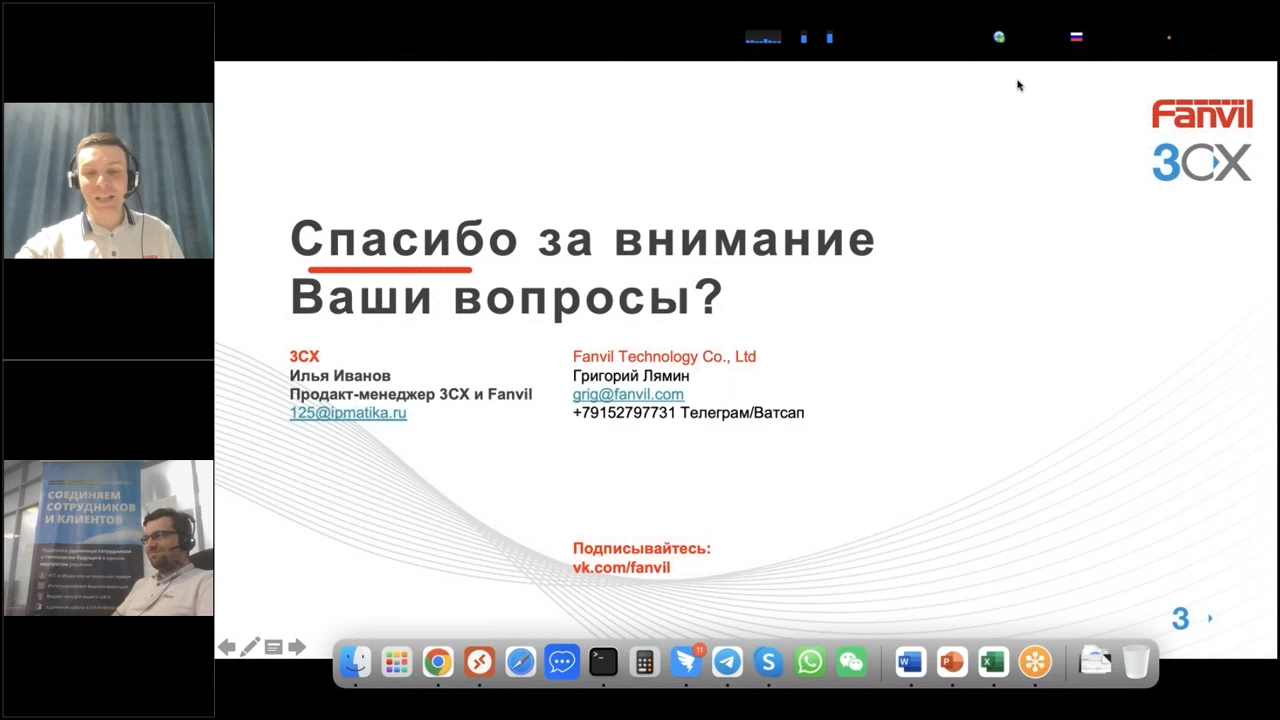 Fanvil
3CX
Спасибо за внимание
Ваши вопросы?
3CX
Илья Иванов
Продакт-менеджер 3CX и Fanvil
125@ipmatika.ru
Fanvil Technology Co., Ltd
Григорий Лямин
grig@fanvil.com
+79152797731 Телеграм/Ватсап
Подписывайтесь:
vk.com/fanvil
3
СОЕДИНЯЕМ
СОТРУДНИКОВ
И КЛИЕНТОВ
11